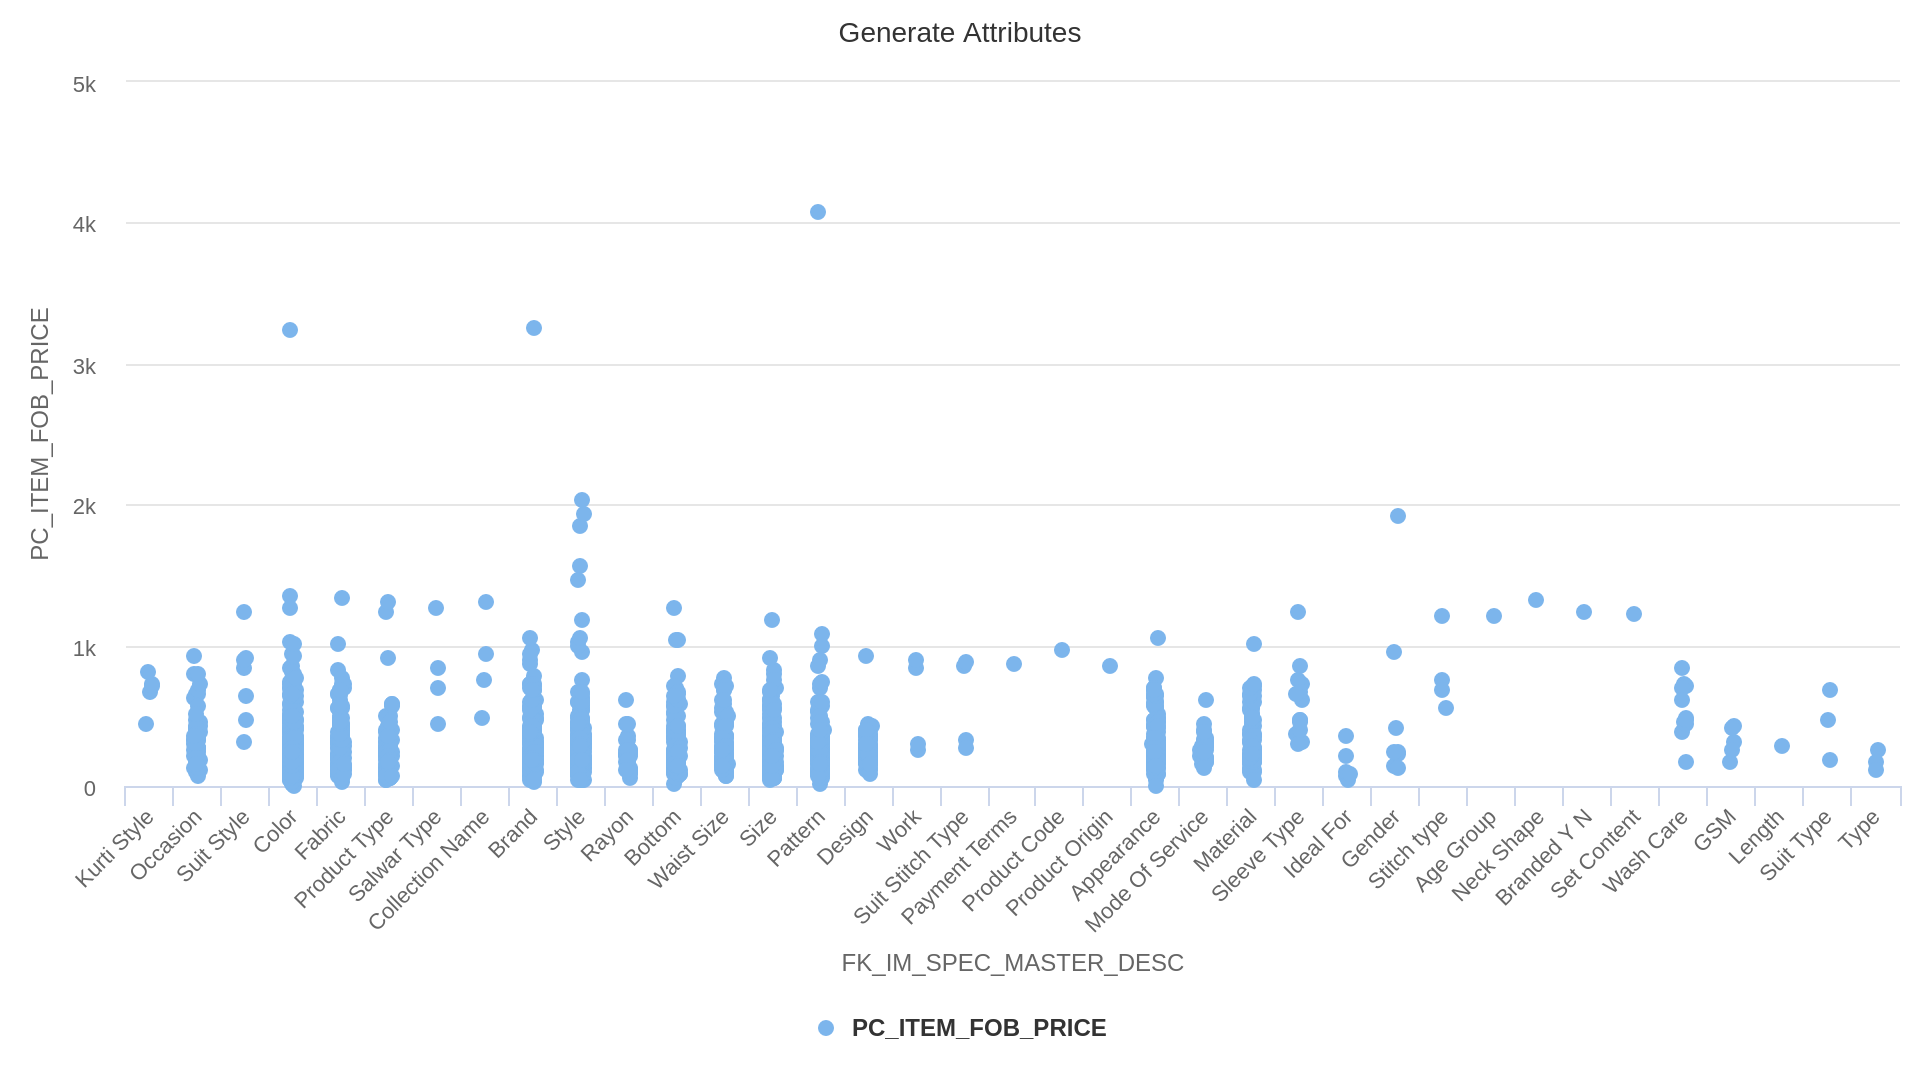 Generate Attributes
5k
4k
3k
2k
1k
0
PC_ITEM_FOB_PRICE
Kurti Style
Occasion
Suit Style
Color
Fabric
Product Type
Salwar Type
Collection Name
Brand
Style
Rayon
Bottom
Waist Size
Size
Pattern
Design
Work
Suit Stitch Type
Payment Terms
Product Code
Product Origin
Appearance
Mode Of Service
Material
Sleeve Type
Ideal For
Gender
Stitch type
Age Group
Neck Shape
Branded Y N
Set Content
Wash Care
GSM
Length
Suit Type
Type
FK_IM_SPEC_MASTER_DESC
PC_ITEM_FOB_PRICE